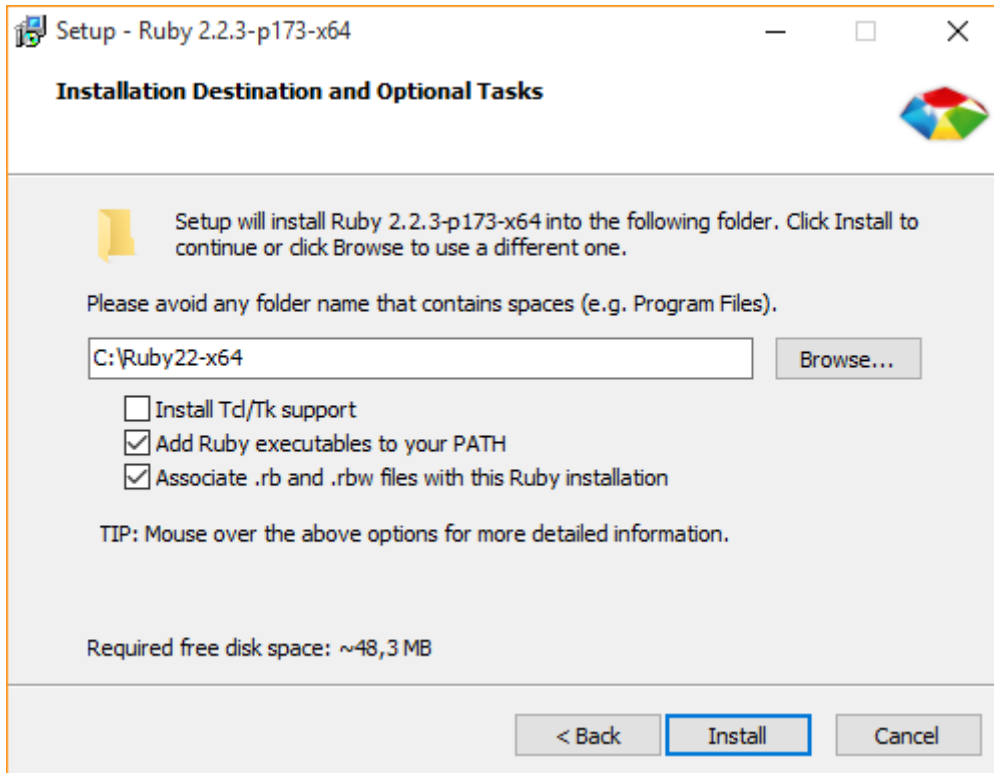 Setup - Ruby 2.2.3-p173-x64
Installation Destination and Optional Tasks
Setup will install Ruby 2.2.3-p173-x64 into the following folder. Click Install to
continue or click Browse to use a different one.
Please avoid any folder name that contains spaces (e.g. Program Files).
C:\Ruby22-x64
Browse...
Install Tcl/Tk support
Add Ruby executables to your PATH
Associate .rb and .rbw files with this Ruby installation
TIP: Mouse over the above options for more detailed information.
Required free disk space: ~48,3 MB
< Back
Install
Cancel